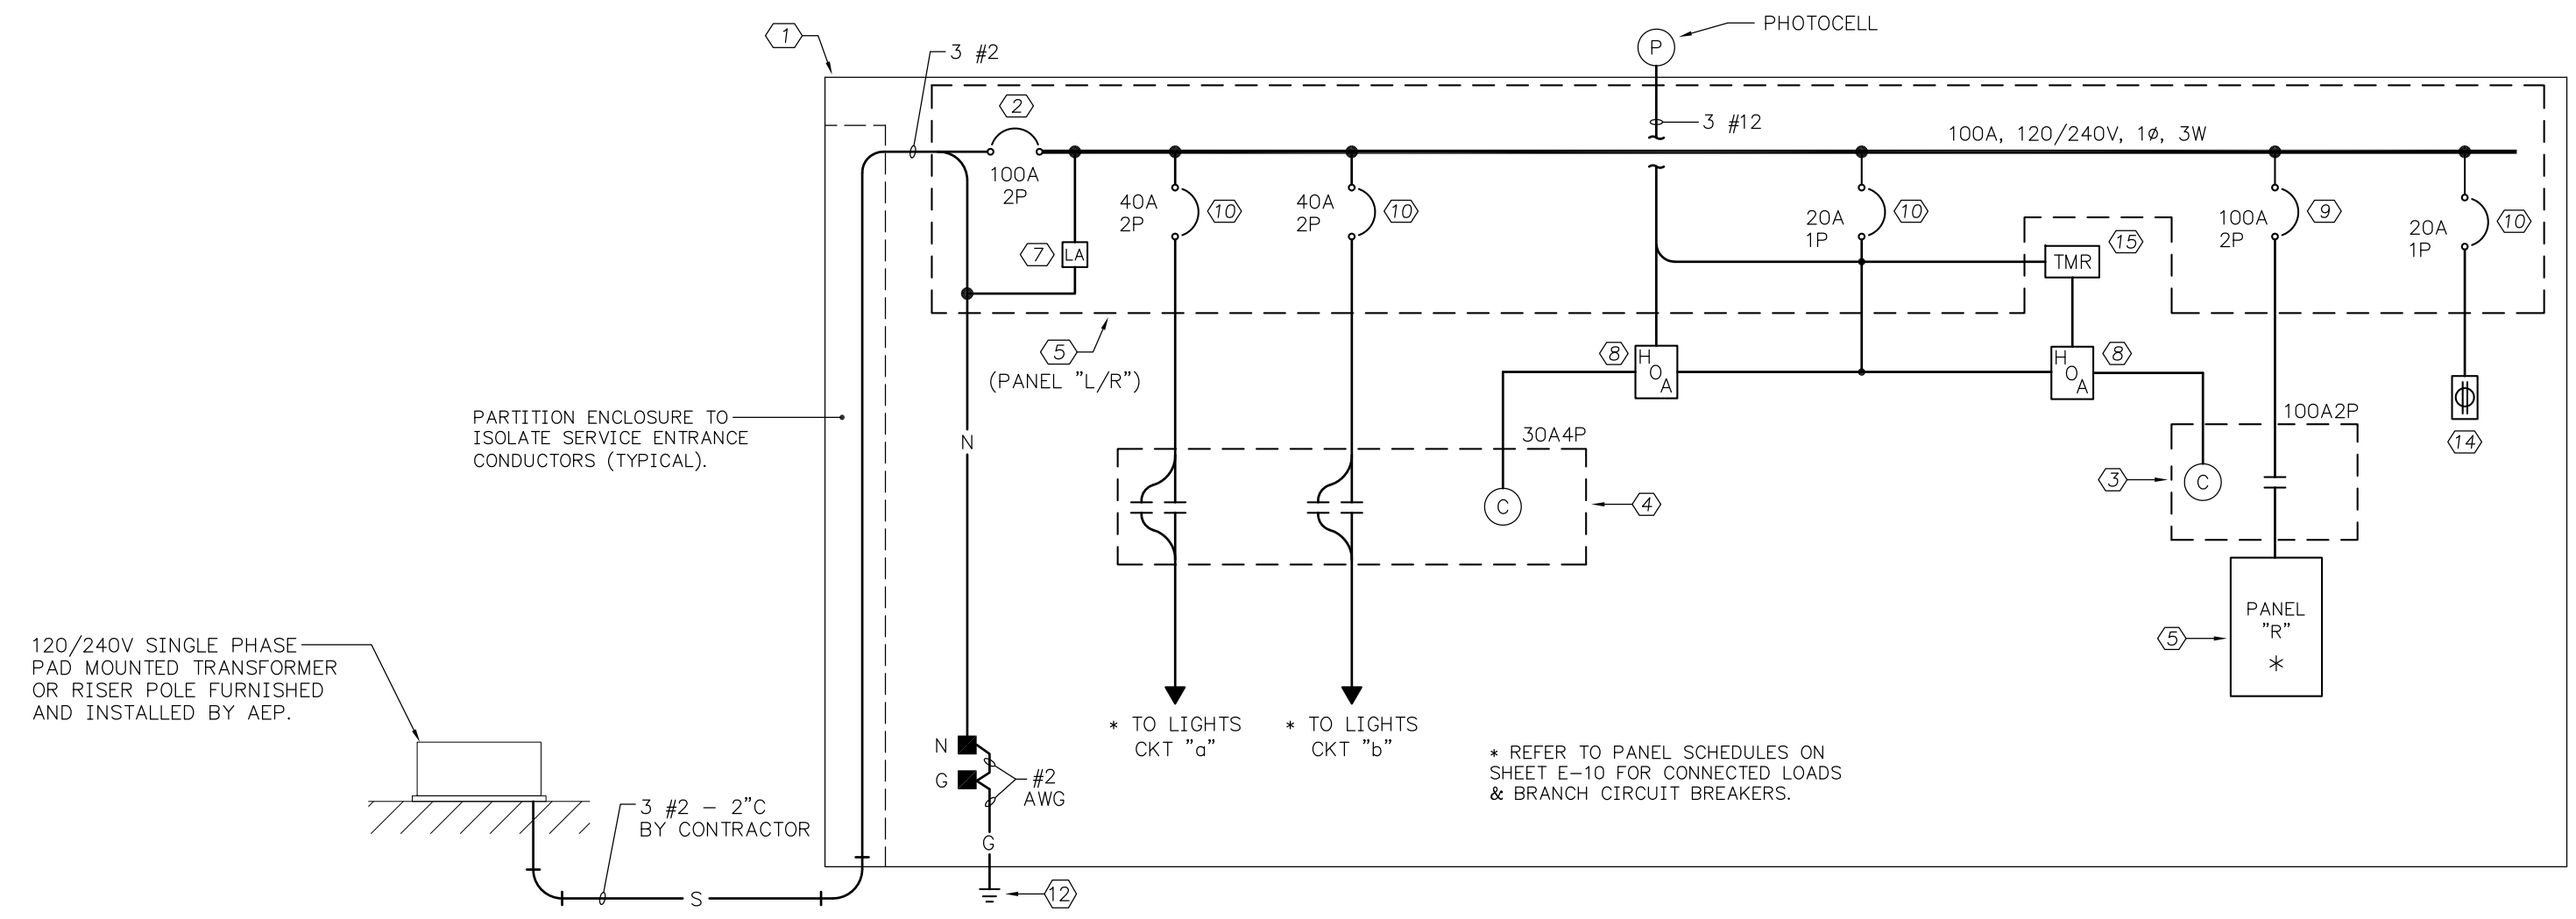 1
3 #2
P
PHOTOCELL
2
3 #12
100A, 120/240V, 1ø, 3W
100A
2P
40A
2P
10
40A
2P
10
20A
1P
10
15
TMR
100A
2P
9
20A
1P
10
7
LA
5
(PANEL "L/R")
8
H
O
A
H
O
A
8
PARTITION ENCLOSURE TO
ISOLATE SERVICE ENTRANCE
CONDUCTORS (TYPICAL).
N
30A4P
100A2P
14
3
C
C
4
120/240V SINGLE PHASE
PAD MOUNTED TRANSFORMER
OR RISER POLE FURNISHED
AND INSTALLED BY AEP.
PANEL
"R"
*
5
* TO LIGHTS
CKT "a"
* TO LIGHTS
CKT "b"
* REFER TO PANEL SCHEDULES ON
SHEET E-10 FOR CONNECTED LOADS
& BRANCH CIRCUIT BREAKERS.
N
G
#2
AWG
3 #2 - 2"C
BY CONTRACTOR
G
12
S